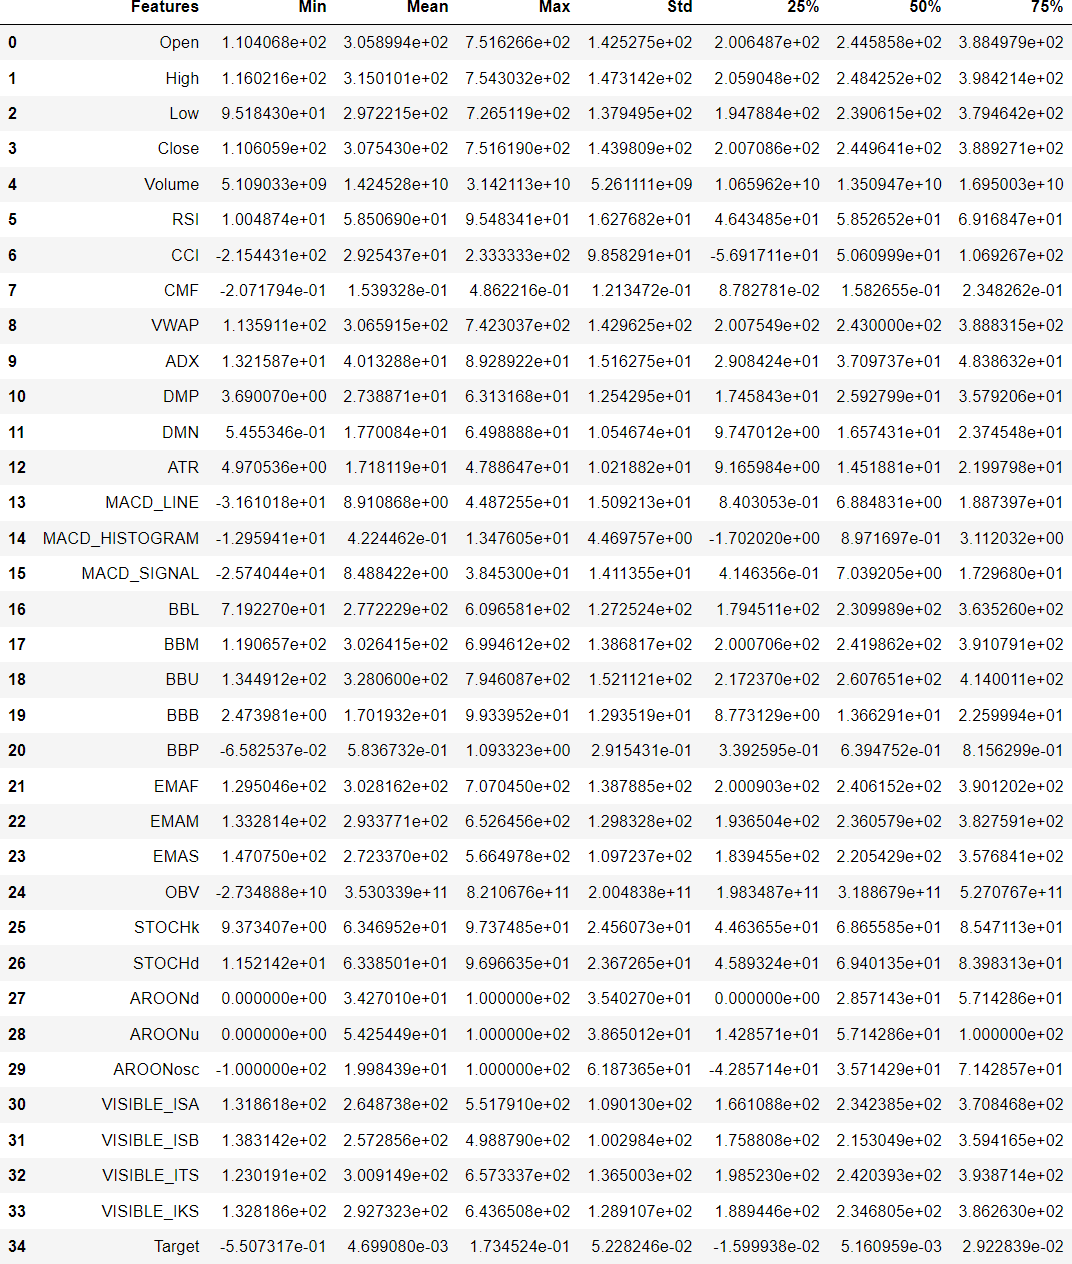 Features Min Mean Max Std 25% 50% 75%
0 Open 1.104068e+02 3.058994e+02 7.516266e+02 1.425275e+02 2.006487e+02 2.445858e+02 3.884979e+02
1 High 1.160216e+02 3.150101e+02 7.543032e+02 1.473142e+02 2.059048e+02 2.484252e+02 3.984214e+02
2 Low 9.518430e+01 2.972215e+02 7.265119e+02 1.379495e+02 1.947884e+02 2.390615e+02 3.794642e+02
3 Close 1.106059e+02 3.075430e+02 7.516190e+02 1.439809e+02 2.007086e+02 2.449641e+02 3.889271e+02
4 Volume 5.109033e+09 1.424528e+10 3.142113e+10 5.261111e+09 1.065962e+10 1.350947e+10 1.695003e+10
5 RSI 1.004874e+01 5.850690e+01 9.548341e+01 1.627682e+01 4.643485e+01 5.852652e+01 6.916847e+01
6 CCI -2.154431e+02 2.925437e+01 2.333333e+02 9.858291e+01 -5.691711e+01 5.060999e+01 1.069267e+02
7 CMF -2.071794e-01 1.539328e-01 4.862216e-01 1.213472e-01 8.782781e-02 1.582655e-01 2.348262e-01
8 VWAP 1.135911e+02 3.065915e+02 7.423037e+02 1.429625e+02 2.007549e+02 2.430000e+02 3.888315e+02
9 ADX 1.321587e+01 4.013288e+01 8.928922e+01 1.516275e+01 2.908424e+01 3.709737e+01 4.838632e+01
10 DMP 3.690070e+00 2.738871e+01 6.313168e+01 1.254295e+01 1.745843e+01 2.592799e+01 3.579206e+01
11 DMN 5.455346e-01 1.770084e+01 6.498888e+01 1.054674e+01 9.747012e+00 1.657431e+01 2.374548e+01
12 ATR 4.970536e+00 1.718119e+01 4.788647e+01 1.021882e+01 9.165984e+00 1.451881e+01 2.199798e+01
13 MACD_LINE -3.161018e+01 8.910868e+00 4.487255e+01 1.509213e+01 8.403053e-01 6.884831e+00 1.887397e+01
14 MACD_HISTOGRAM -1.295941e+01 4.224462e-01 1.347605e+01 4.469757e+00 -1.702020e+00 8.971697e-01 3.112032e+00
15 MACD_SIGNAL -2.574044e+01 8.488422e+00 3.845300e+01 1.411355e+01 4.146356e-01 7.039205e+00 1.729680e+01
16 BBL 7.192270e+01 2.772229e+02 6.096581e+02 1.272524e+02 1.794511e+02 2.309989e+02 3.635260e+02
17 BBM 1.190657e+02 3.026415e+02 6.994612e+02 1.386817e+02 2.000706e+02 2.419862e+02 3.910791e+02
18 BBU 1.344912e+02 3.280600e+02 7.946087e+02 1.521121e+02 2.172370e+02 2.607651e+02 4.140011e+02
19 BBB 2.473981e+00 1.701932e+01 9.933952e+01 1.293519e+01 8.773129e+00 1.366291e+01 2.259994e+01
20 BBP -6.582537e-02 5.836732e-01 1.093323e+00 2.915431e-01 3.392595e-01 6.394752e-01 8.156299e-01
21 EMAF 1.295046e+02 3.028162e+02 7.070450e+02 1.387885e+02 2.000903e+02 2.406152e+02 3.901202e+02
22 EMAM 1.332814e+02 2.933771e+02 6.526456e+02 1.298328e+02 1.936504e+02 2.360579e+02 3.827591e+02
23 EMAS 1.470750e+02 2.723370e+02 5.664978e+02 1.097237e+02 1.839455e+02 2.205429e+02 3.576841e+02
24 OBV -2.734888e+10 3.530339e+11 8.210676e+11 2.004838e+11 1.983487e+11 3.188679e+11 5.270767e+11
25 STOCHk 9.373407e+00 6.346952e+01 9.737485e+01 2.456073e+01 4.463655e+01 6.865585e+01 8.547113e+01
26 STOCHd 1.152142e+01 6.338501e+01 9.696635e+01 2.367265e+01 4.589324e+01 6.940135e+01 8.398313e+01
27 AROONd 0.000000e+00 3.427010e+01 1.000000e+02 3.540270e+01 0.000000e+00 2.857143e+01 5.714286e+01
28 AROONu 0.000000e+00 5.425449e+01 1.000000e+02 3.865012e+01 1.428571e+01 5.714286e+01 1.000000e+02
29 AROONosc -1.000000e+02 1.998439e+01 1.000000e+02 6.187365e+01 -4.285714e+01 3.571429e+01 7.142857e+01
30 VISIBLE_ISA 1.318618e+02 2.648738e+02 5.517910e+02 1.090130e+02 1.661088e+02 2.342385e+02 3.708468e+02
31 VISIBLE_ISB 1.383142e+02 2.572856e+02 4.988790e+02 1.002984e+02 1.758808e+02 2.153049e+02 3.594165e+02
32 VISIBLE_ITS 1.230191e+02 3.009149e+02 6.573337e+02 1.365003e+02 1.985230e+02 2.420393e+02 3.938714e+02
33 VISIBLE_IKS 1.328186e+02 2.927323e+02 6.436508e+02 1.289107e+02 1.889446e+02 2.346805e+02 3.862630e+02
34 Target -5.507317e-01 4.699080e-03 1.734524e-01 5.228246e-02 -1.599938e-02 5.160959e-03 2.922839e-02